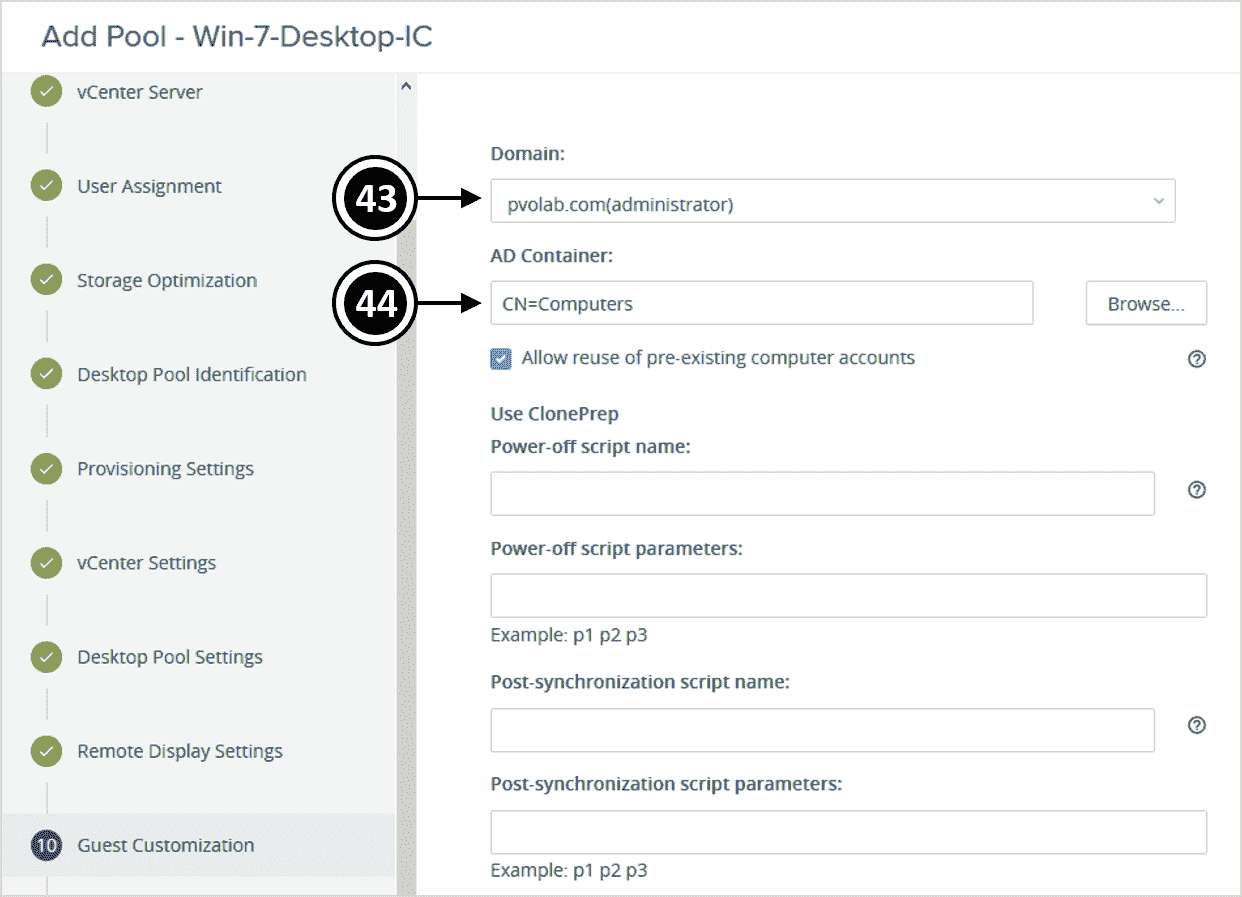 Add Pool - Win-7-Desktop-IC
vCenter Server
User Assignment
Storage Optimization
Desktop Pool Identification
Provisioning Settings
vCenter Settings
Desktop Pool Settings
Remote Display Settings
10 Guest Customization
Domain:
43
pvolab.com(administrator)
AD Container:
44
CN=Computers
Browse...
Allow reuse of pre-existing computer accounts
?
Use ClonePrep
Power-off script name:
?
Power-off script parameters:
Example: p1 p2 p3
Post-synchronization script name:
?
Post-synchronization script parameters:
Example: p1 p2 p3